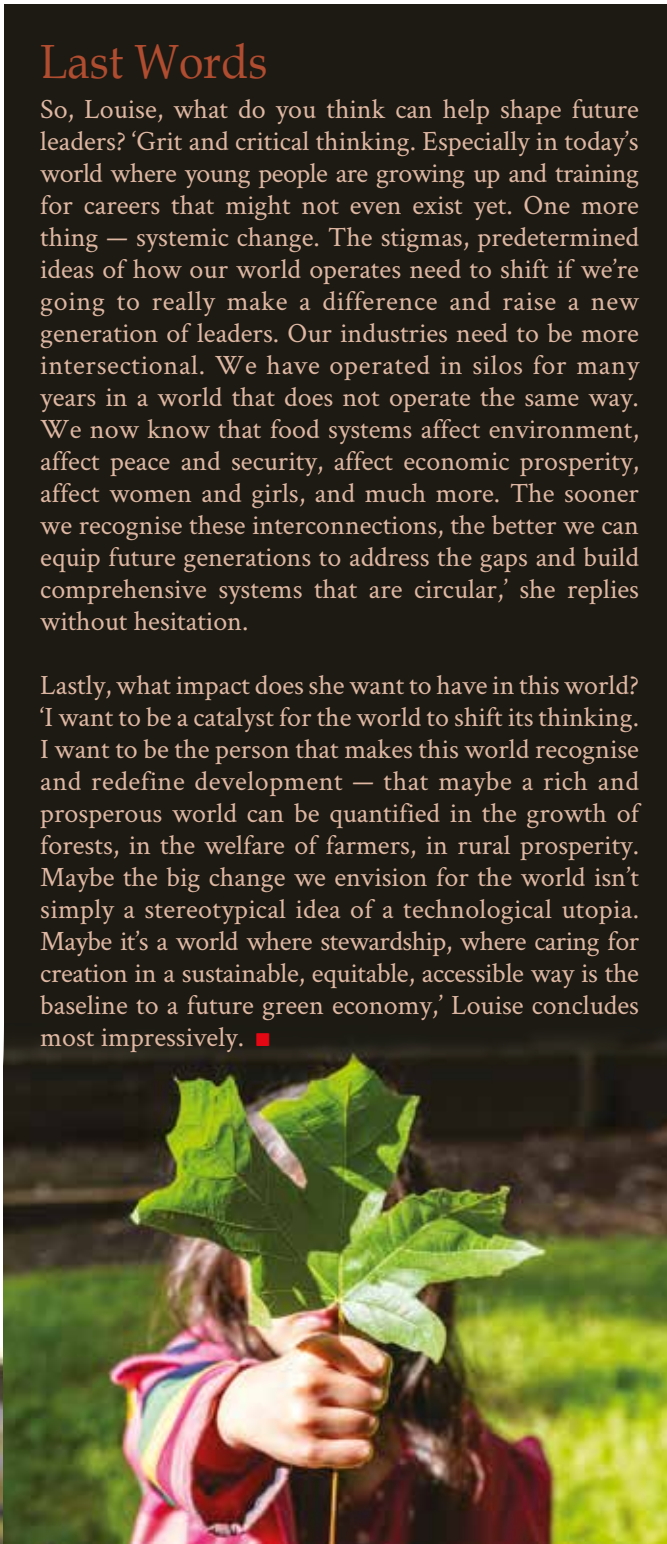 Last Words
So, Louise, what do you think can help shape future
leaders? ‘Grit and critical thinking. Especially in today’s
world where young people are growing up and training
for careers that might not even exist yet. One more
thing — systemic change. The stigmas, predetermined
ideas of how our world operates need to shift if we’re
going to really make a difference and raise a new
generation of leaders. Our industries need to be more
intersectional. We have operated in silos for many
years in a world that does not operate the same way.
We now know that food systems affect environment,
affect peace and security, affect economic prosperity,
affect women and girls, and much more. The sooner
we recognise these interconnections, the better we can
equip future generations to address the gaps and build
comprehensive systems that are circular,’ she replies
without hesitation.
Lastly, what impact does she want to have in this world?
‘I want to be a catalyst for the world to shift its thinking.
I want to be the person that makes this world recognise
and redefine development — that maybe a rich and
prosperous world can be quantified in the growth of
forests, in the welfare of farmers, in rural prosperity.
Maybe the big change we envision for the world isn’t
simply a stereotypical idea of a technological utopia.
Maybe it’s a world where stewardship, where caring for
creation in a sustainable, equitable, accessible way is the
baseline to a future green economy,’ Louise concludes
most impressively.